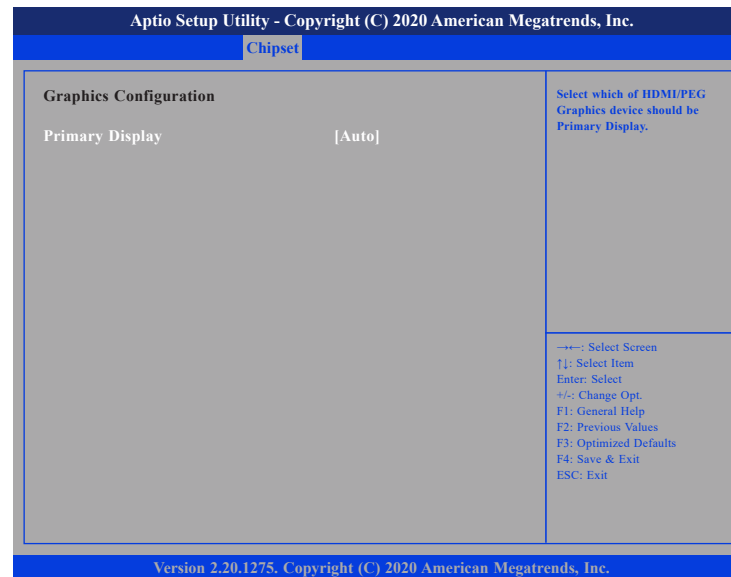 Aptio Setup Utility - Copyright (C) 2020 American Megatrends, Inc.
Chipset
Graphics Configuration
Primary Display [Auto]
Select which of HDMI/PEG
Graphics device should be
Primary Display.
→←: Select Screen
↑↓: Select Item
Enter: Select
+/-: Change Opt.
F1: General Help
F2: Previous Values
F3: Optimized Defaults
F4: Save & Exit
ESC: Exit
Version 2.20.1275. Copyright (C) 2020 American Megatrends, Inc.